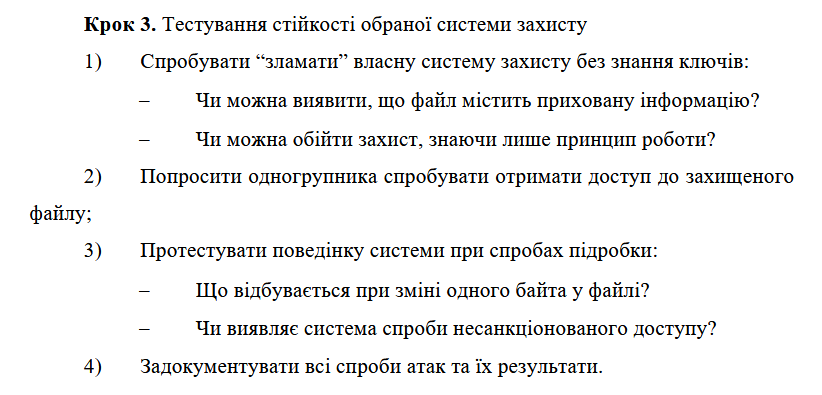 Крок 3. Тестування стійкості обраної системи захисту
1) Спробувати “зламати” власну систему захисту без знання ключів:
– Чи можна виявити, що файл містить приховану інформацію?
– Чи можна обійти захист, знаючи лише принцип роботи?
2) Попросити одногрупника спробувати отримати доступ до захищеного
файлу;
3) Протестувати поведінку системи при спробах підробки:
– Що відбувається при зміні одного байта у файлі?
– Чи виявляє система спроби несанкціонованого доступу?
4) Задокументувати всі спроби атак та їх результати.